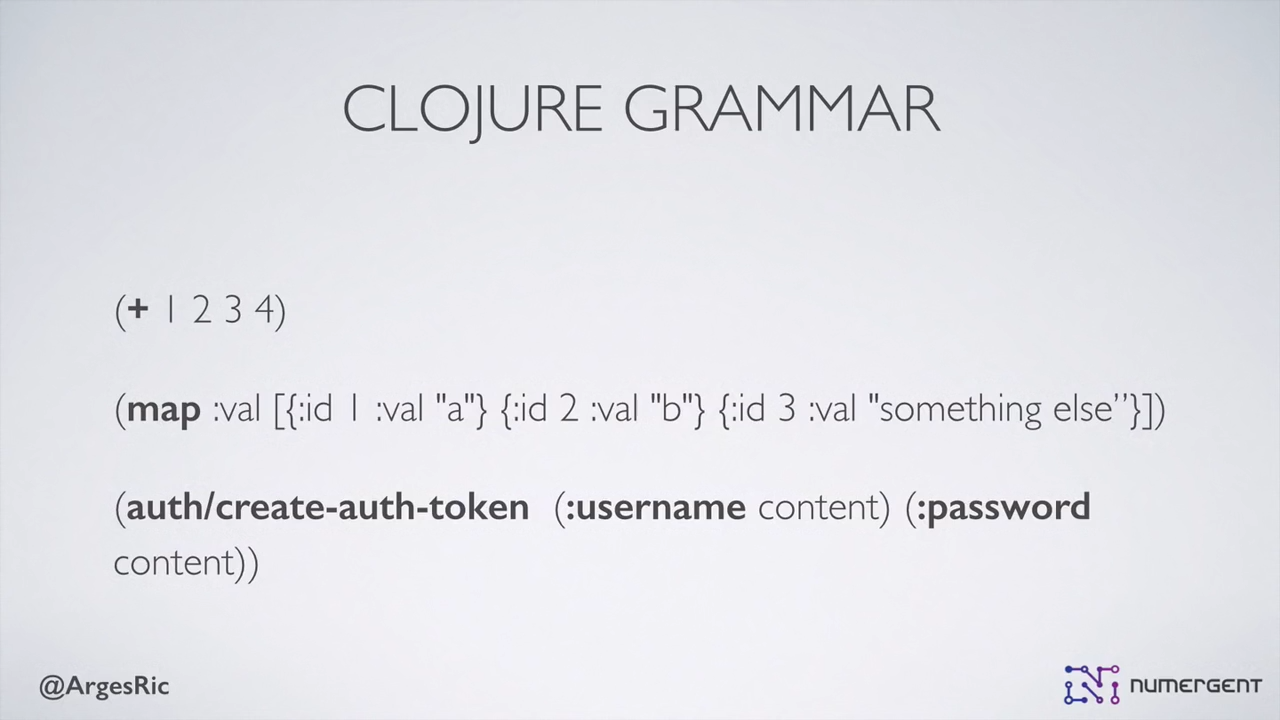 CLOJURE GRAMMAR
(+ 1 2 3 4)
(map :val [{:id 1 :val "a"} {:id 2 :val "b"} {:id 3 :val "something else”}])
(auth/create-auth-token (:username content) (:password
content))
@ArgesRic
NUMERGENT